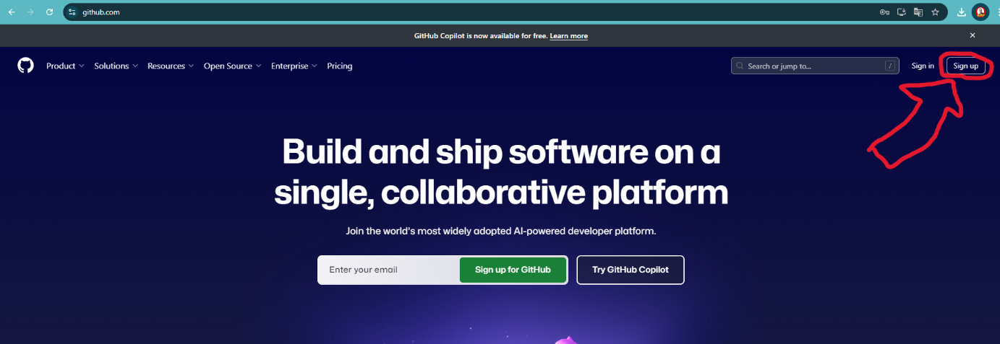 github.com
GitHub Copilot is now available for free. Learn more
Product Solutions Resources Open Source Enterprise Pricing Search or jump to... / Sign in Sign up
Build and ship software on a
single, collaborative platform
Join the world's most widely adopted AI-powered developer platform.
Enter your email Sign up for GitHub Try GitHub Copilot